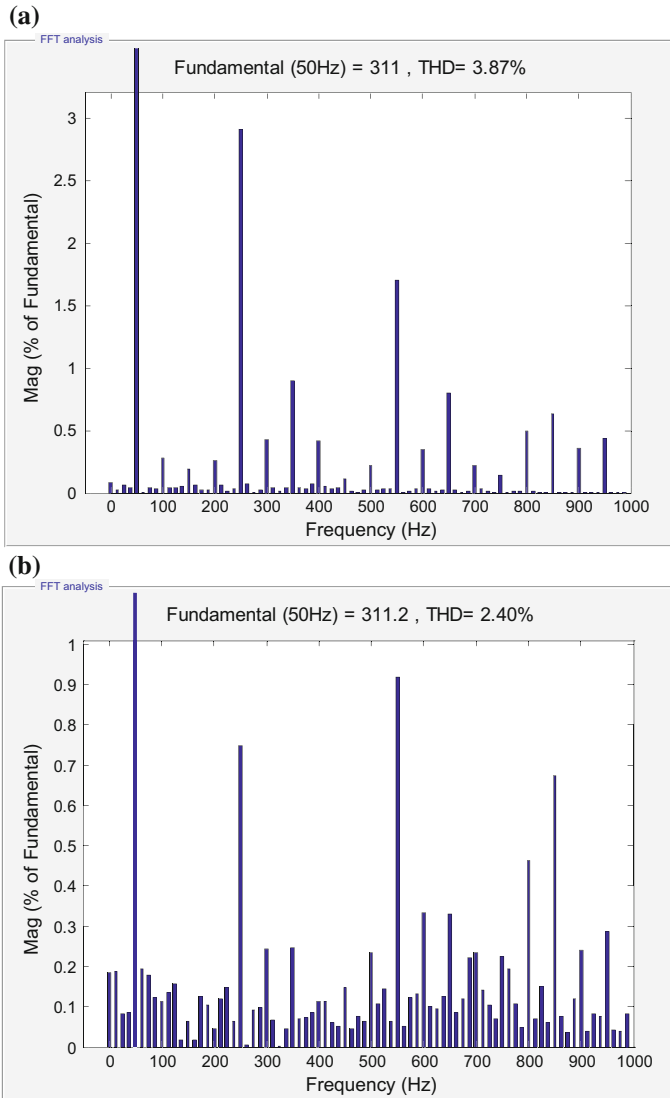 (a)
FFT analysis
Fundamental (50Hz) = 311 , THD= 3.87%
3
2.5
2
1.5
1
0.5
0
Mag (% of Fundamental)
0 100 200 300 400 500 600 700 800 900 1000
Frequency (Hz)
(b)
FFT analysis
Fundamental (50Hz) = 311.2 , THD= 2.40%
1
0.9
0.8
0.7
0.6
0.5
0.4
0.3
0.2
0.1
0
Mag (% of Fundamental)
0 100 200 300 400 500 600 700 800 900 1000
Frequency (Hz)